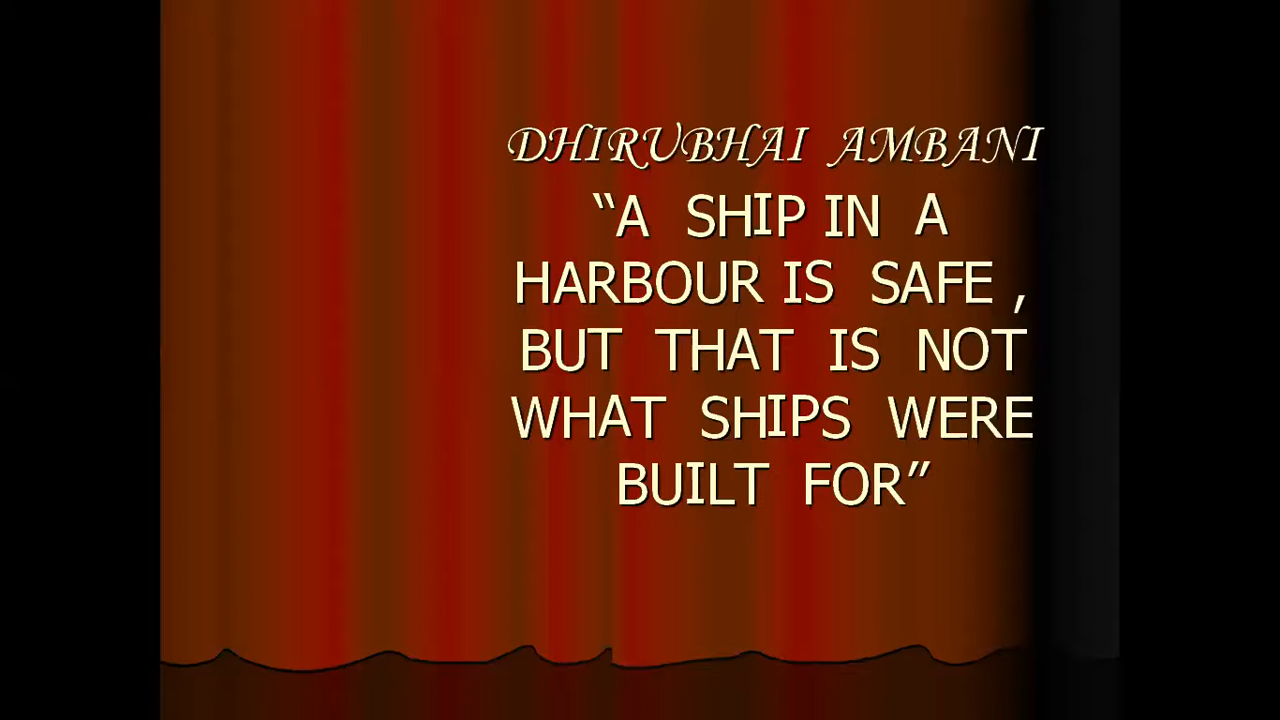 DHIRUBHAI AMBANI
“A SHIP IN A
HARBOUR IS SAFE ,
BUT THAT IS NOT
WHAT SHIPS WERE
BUILT FOR”